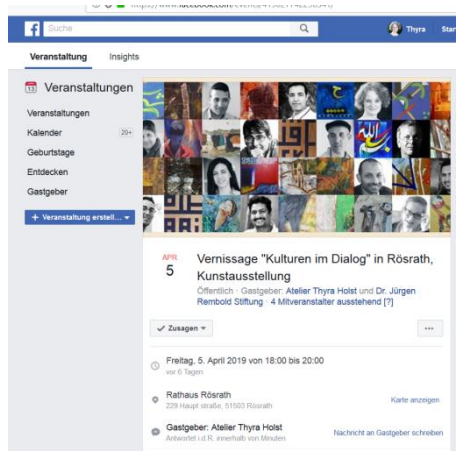 Suche
Thyra
Star
Veranstaltung Insights
Veranstaltungen
Veranstaltungen
Kalender 20+
Geburtstage
Entdecken
Gastgeber
+ Veranstaltung erstell...
APR
5
Vernissage "Kulturen im Dialog" in Rösrath,
Kunstausstellung
Öffentlich · Gastgeber: Atelier Thyra Holst und Dr. Jürgen
Rembold Stiftung · 4 Mitveranstalter ausstehend [?]
Zusagen
Freitag, 5. April 2019 von 18:00 bis 20:00
vor 6 Tagen
Rathaus Rösrath Karte anzeigen
229 Haupt straße, 51503 Rösrath
Gastgeber: Atelier Thyra Holst
Antwortet i.d.R. innerhalb von Minuten Nachricht an Gastgeber schreiben